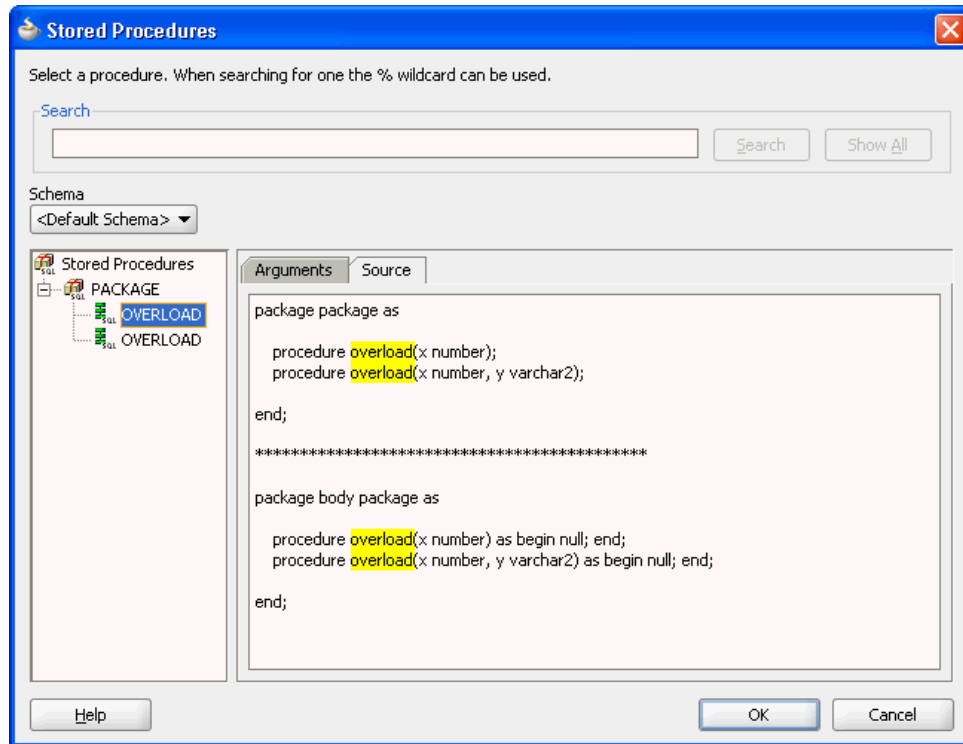 Stored Procedures
Select a procedure. When searching for one the % wildcard can be used.
Search
Search Show All
Schema
<Default Schema>
Stored Procedures
PACKAGE
OVERLOAD
OVERLOAD
Arguments Source
package package as
procedure overload(x number);
procedure overload(x number, y varchar2);
end;
********************************************
package body package as
procedure overload(x number) as begin null; end;
procedure overload(x number, y varchar2) as begin null; end;
end;
Help OK Cancel